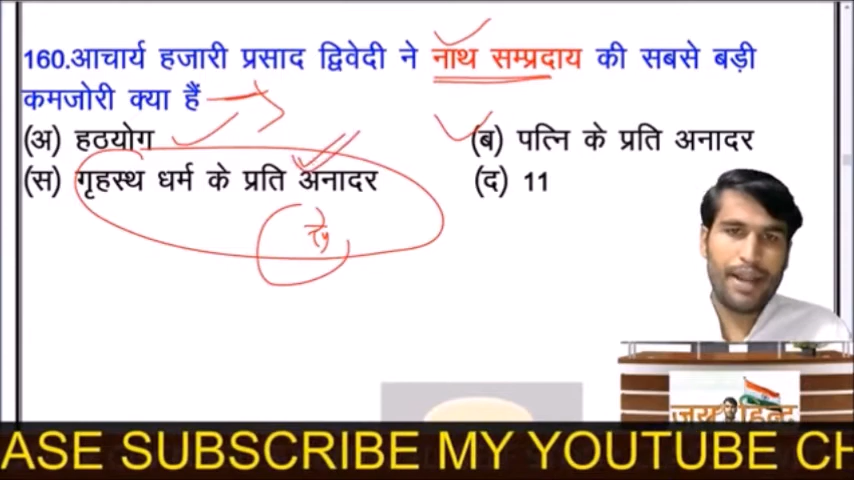 160.आचार्य हजारी प्रसाद द्विवेदी ने नाथ सम्प्रदाय की सबसे बड़ी
कमजोरी क्या हैं
(अ) हठयोग (ब) पत्नि के प्रति अनादर
(स) गृहस्थ धर्म के प्रति अनादर (द) 11
जय हिन्द
ASE SUBSCRIBE MY YOUTUBE CH